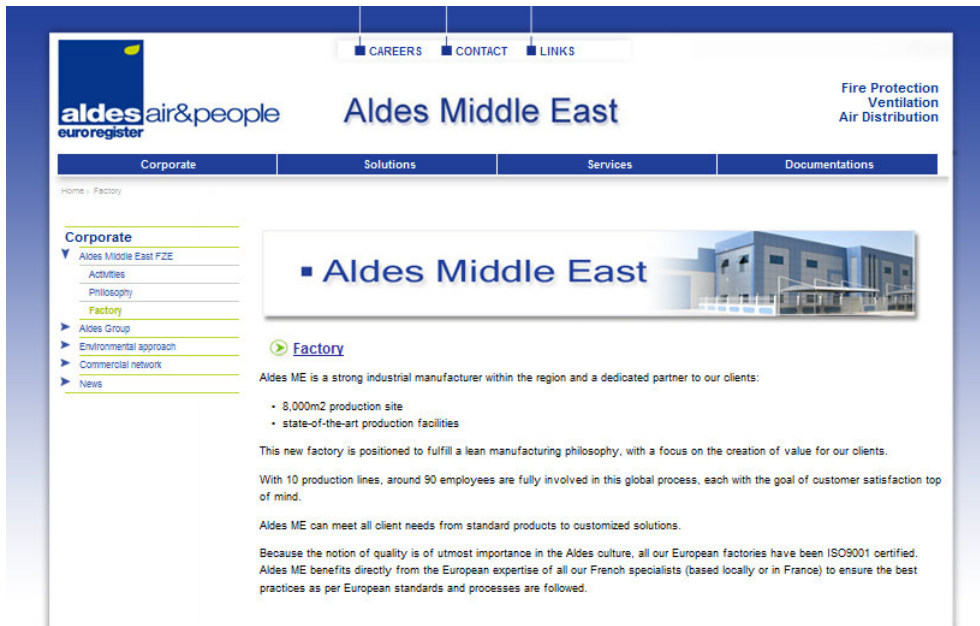 CAREERS CONTACT LINKS
aldes air&people
euroregister
Aldes Middle East
Fire Protection
Ventilation
Air Distribution
Corporate Solutions Services Documentations
Home > Factory
Corporate
Aldes Middle East FZE
Activities
Philosophy
Factory
Aldes Group
Environmental approach
Commercial network
News
▪ Aldes Middle East
Factory
Aldes ME is a strong industrial manufacturer within the region and a dedicated partner to our clients:
• 8,000m2 production site
• state-of-the-art production facilities
This new factory is positioned to fulfill a lean manufacturing philosophy, with a focus on the creation of value for our clients.
With 10 production lines, around 90 employees are fully involved in this global process, each with the goal of customer satisfaction top
of mind.
Aldes ME can meet all client needs from standard products to customized solutions.
Because the notion of quality is of utmost importance in the Aldes culture, all our European factories have been ISO9001 certified.
Aldes ME benefits directly from the European expertise of all our French specialists (based locally or in France) to ensure the best
practices as per European standards and processes are followed.